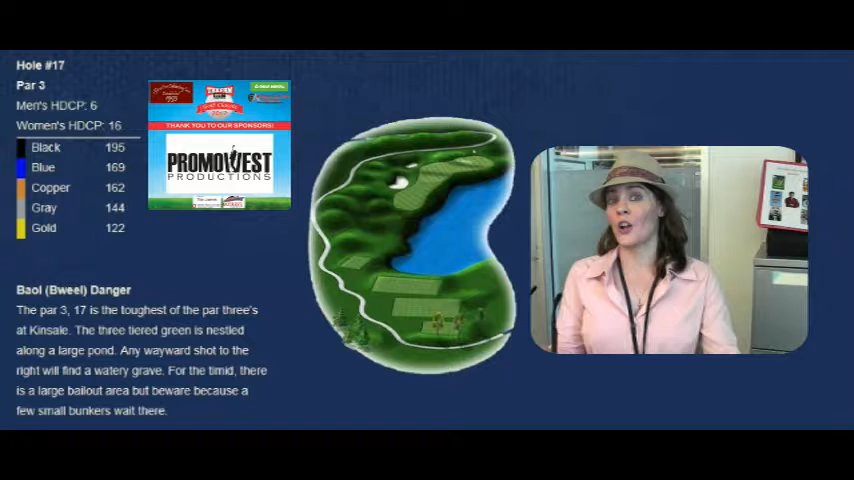 Hole #17
Par 3
Men's HDCP: 6
Women's HDCP: 16
Black 195
Blue 169
Copper 162
Gray 144
Gold 122
THANK YOU TO OUR SPONSORS!
PROMOWEST
PRODUCTIONS
Baol (Bweel) Danger
The par 3, 17 is the toughest of the par three's
at Kinsale. The three tiered green is nestled
along a large pond. Any wayward shot to the
right will find a watery grave. For the timid, there
is a large bailout area but beware because a
few small bunkers wait there.